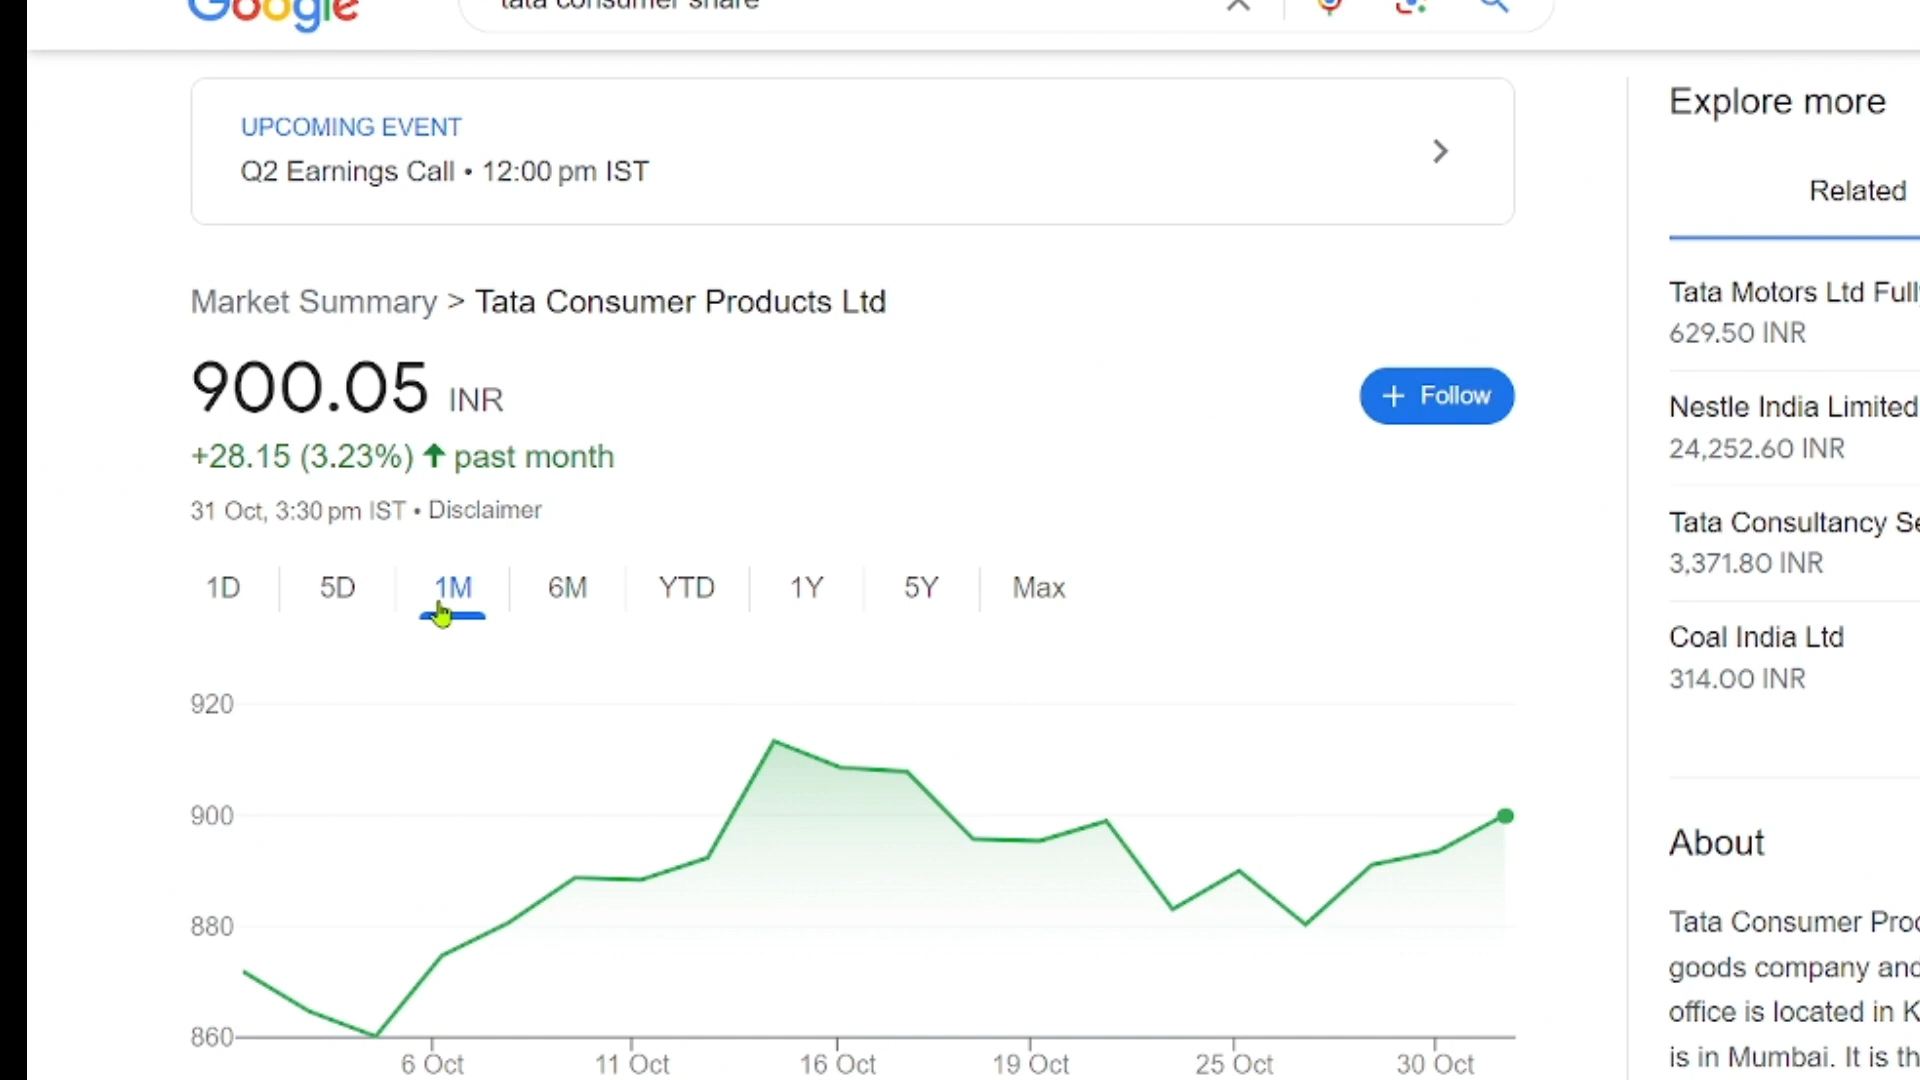 Google
tata consumer share
UPCOMING EVENT
Q2 Earnings Call • 12:00 pm IST
Market Summary > Tata Consumer Products Ltd
900.05 INR
+ Follow
+28.15 (3.23%) ↑ past month
31 Oct, 3:30 pm IST • Disclaimer
1D 5D 1M 6M YTD 1Y 5Y Max
920
900
880
860
6 Oct 11 Oct 16 Oct 19 Oct 25 Oct 30 Oct
Explore more
Related
Tata Motors Ltd
629.50 INR
Nestle India Limited
24,252.60 INR
Tata Consultancy
3,371.80 INR
Coal India Ltd
314.00 INR
About
Tata Consumer
goods company and
office is located in
is in Mumbai. It is